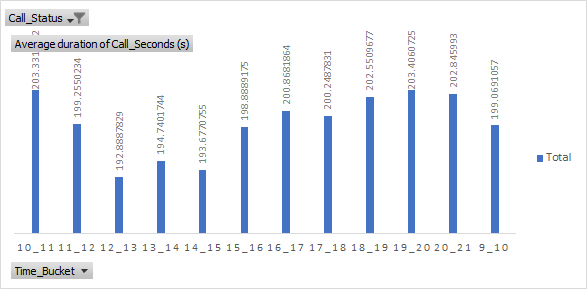 Call_Status
Average duration of Call_Seconds (s)
199.2550234
192.8887829
194.7401744
193.6770755
198.8889175
200.8681864
200.2487831
202.5509677
203.4060725
202.845993
199.0691057
Total
10_11 11_12 12_13 13_14 14_15 15_16 16_17 17_18 18_19 19_20 20_21 9_10
Time_Bucket